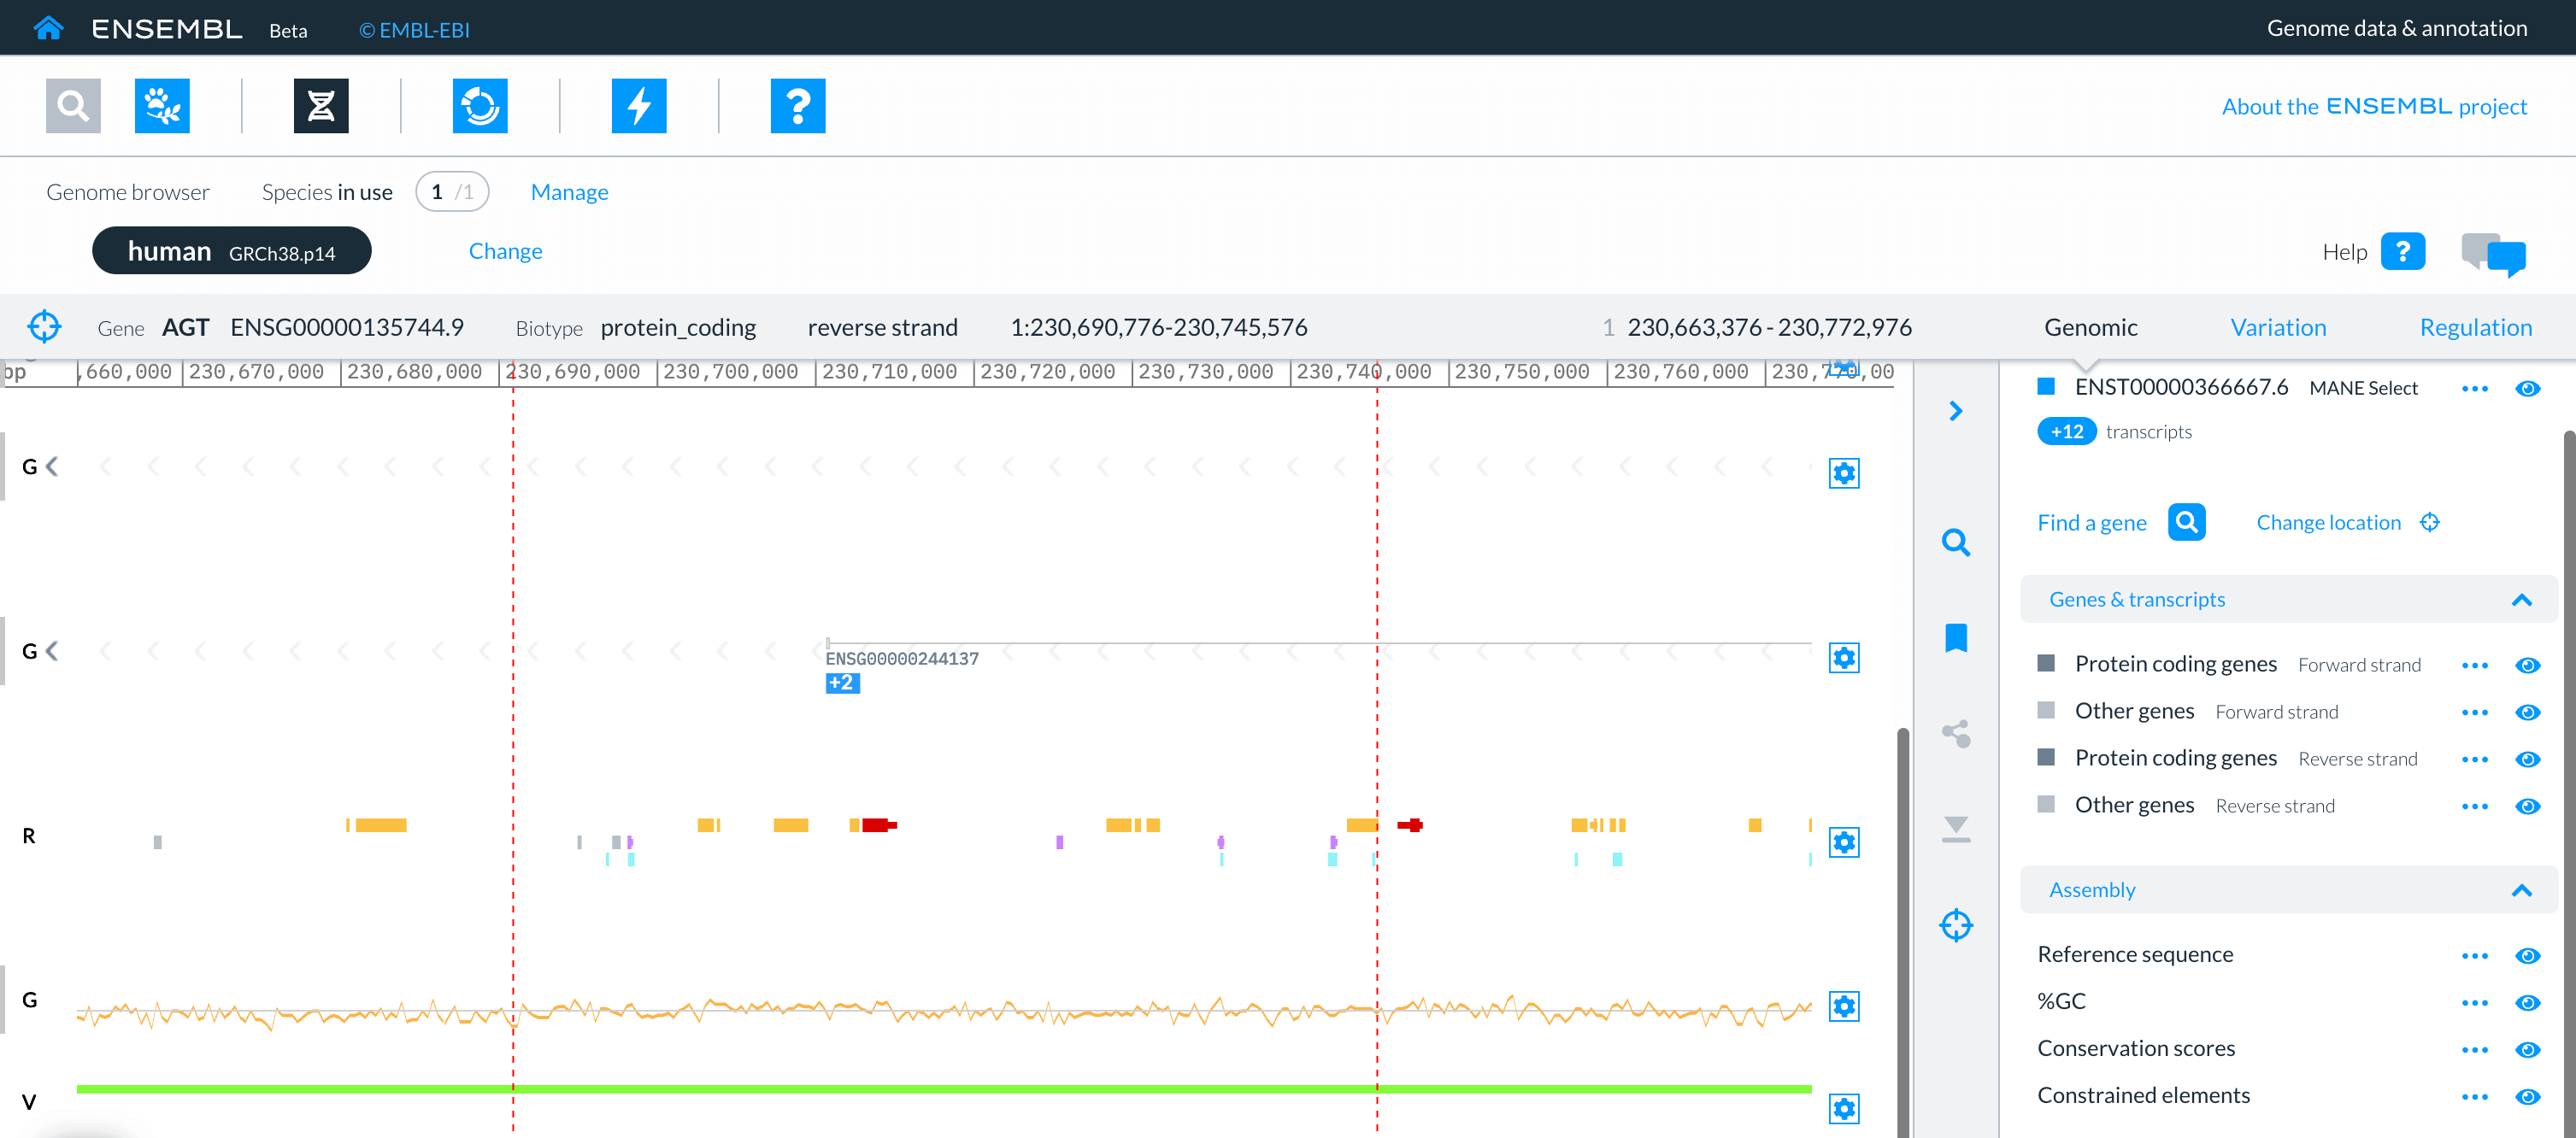 ENSEMBL Beta © EMBL-EBI Genome data & annotation
About the ENSEMBL project
Genome browser Species in use 1 /1 Manage
human GRCh38.p14 Change Help
Gene AGT ENSG00000135744.9 Biotype protein_coding reverse strand 1:230,690,776-230,745,576 1 230,663,376 - 230,772,976 Genomic Variation Regulation
bp ,660,000 230,670,000 230,680,000 230,690,000 230,700,000 230,710,000 230,720,000 230,730,000 230,740,000 230,750,000 230,760,000 230,770,00
ENST00000366667.6 MANE Select
+12 transcripts
G
Find a gene Change location
Genes & transcripts
G
ENSG00000244137
+2
Protein coding genes Forward strand
Other genes Forward strand
Protein coding genes Reverse strand
Other genes Reverse strand
R
Assembly
Reference sequence
G
%GC
Conservation scores
V
Constrained elements